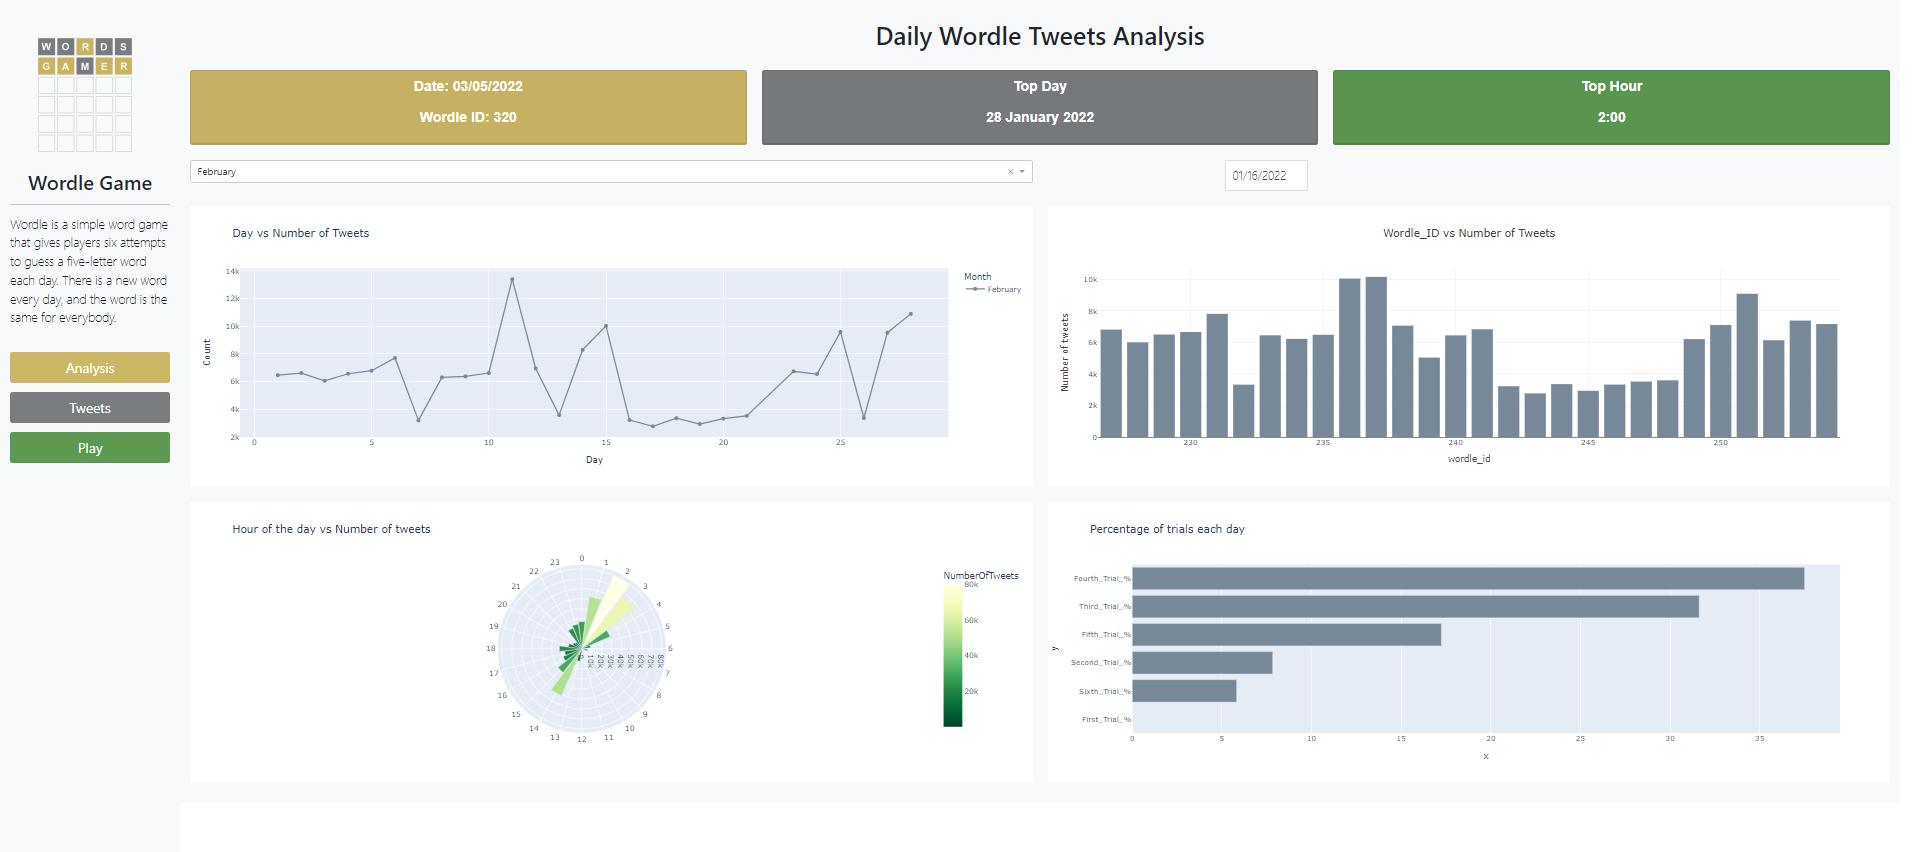 W O R D S
G A M E R
Wordle Game
Wordle is a simple word game
that gives players six attempts
to guess a five-letter word
each day. There is a new word
every day, and the word is the
same for everybody.
Analysis
Tweets
Play
Daily Wordle Tweets Analysis
Date: 03/05/2022
Wordle ID: 320
Top Day
28 January 2022
Top Hour
2:00
February
× 
01/16/2022
Day vs Number of Tweets
14k
12k
10k
8k
6k
4k
2k
Count
0 5 10 15 20 25
Day
Month
February
Wordle_ID vs Number of Tweets
10k
8k
6k
4k
2k
0
Number of tweets
230 235 240 245 250
wordle_id
Hour of the day vs Number of tweets
0
1
2
3
4
5
6
7
8
9
10
11
12
13
14
15
16
17
18
19
20
21
22
23
0 10k 20k 30k 40k 50k 60k 70k 80k
NumberOfTweets
80k
60k
40k
20k
Percentage of trials each day
Fourth_Trial_%
Third_Trial_%
Fifth_Trial_%
Second_Trial_%
Sixth_Trial_%
First_Trial_%
y
0 5 10 15 20 25 30 35
x